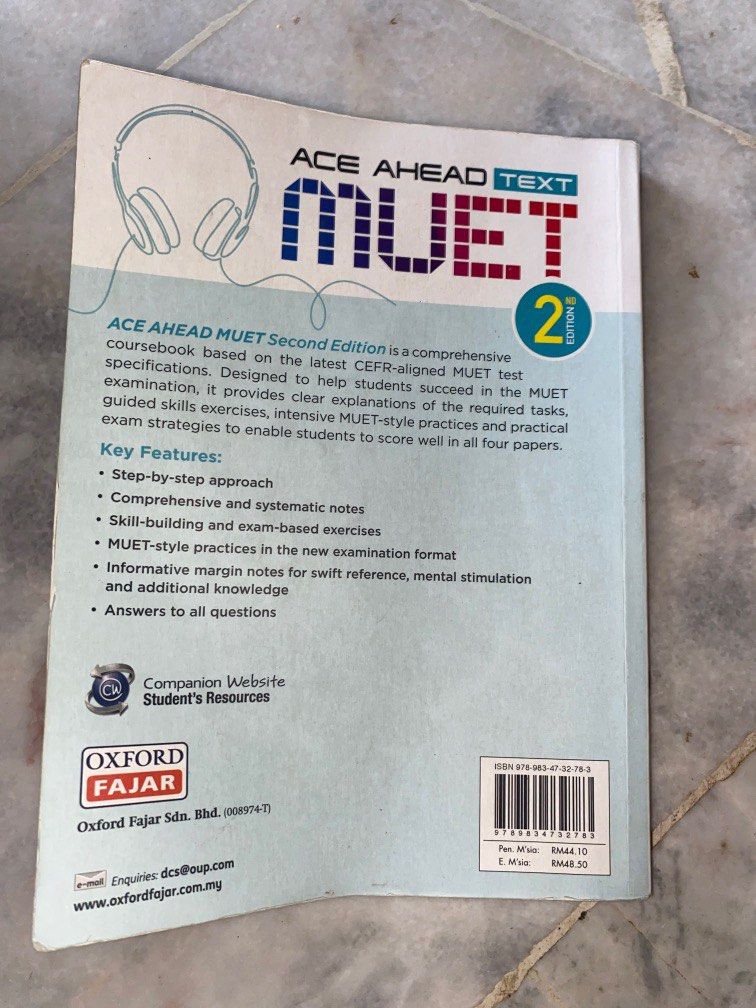 ACE AHEAD TEXT
MUET
2ND EDITION
ACE AHEAD MUET Second Edition is a comprehensive
coursebook based on the latest CEFR-aligned MUET test
specifications. Designed to help students succeed in the MUET
examination, it provides clear explanations of the required tasks,
guided skills exercises, intensive MUET-style practices and practical
exam strategies to enable students to score well in all four papers.
Key Features:
• Step-by-step approach
• Comprehensive and systematic notes
• Skill-building and exam-based exercises
• MUET-style practices in the new examination format
• Informative margin notes for swift reference, mental stimulation
and additional knowledge
• Answers to all questions
CW
Companion Website
Student's Resources
OXFORD
FAJAR
Oxford Fajar Sdn. Bhd. (008974-T)
e-mail Enquiries: dcs@oup.com
www.oxfordfajar.com.my
ISBN 978-983-47-32-78-3
9 789834 732783
Pen. M'sia: RM44.10
E. M'sia: RM48.50